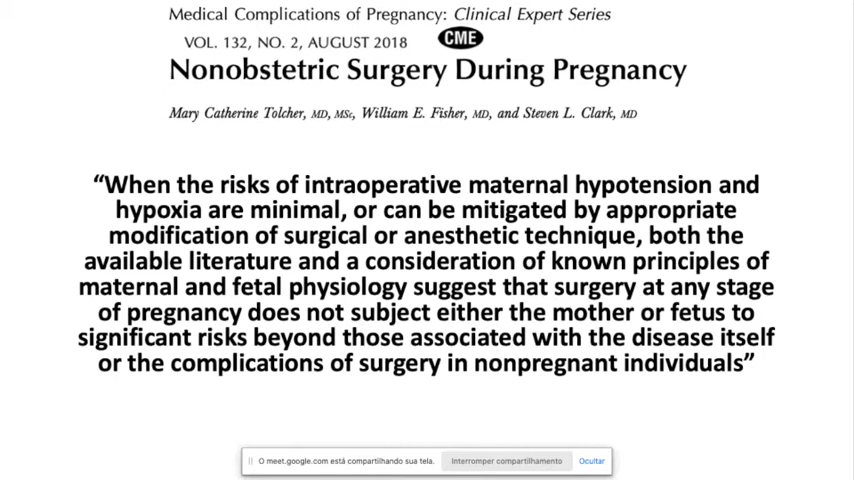 Medical Complications of Pregnancy: Clinical Expert Series
VOL. 132, NO. 2, AUGUST 2018 CME
Nonobstetric Surgery During Pregnancy
Mary Catherine Tolcher, MD, MSc, William E. Fisher, MD, and Steven L. Clark, MD
“When the risks of intraoperative maternal hypotension and
hypoxia are minimal, or can be mitigated by appropriate
modification of surgical or anesthetic technique, both the
available literature and a consideration of known principles of
maternal and fetal physiology suggest that surgery at any stage
of pregnancy does not subject either the mother or fetus to
significant risks beyond those associated with the disease itself
or the complications of surgery in nonpregnant individuals”
O meet.google.com está compartilhando sua tela. Interromper compartilhamento Ocultar